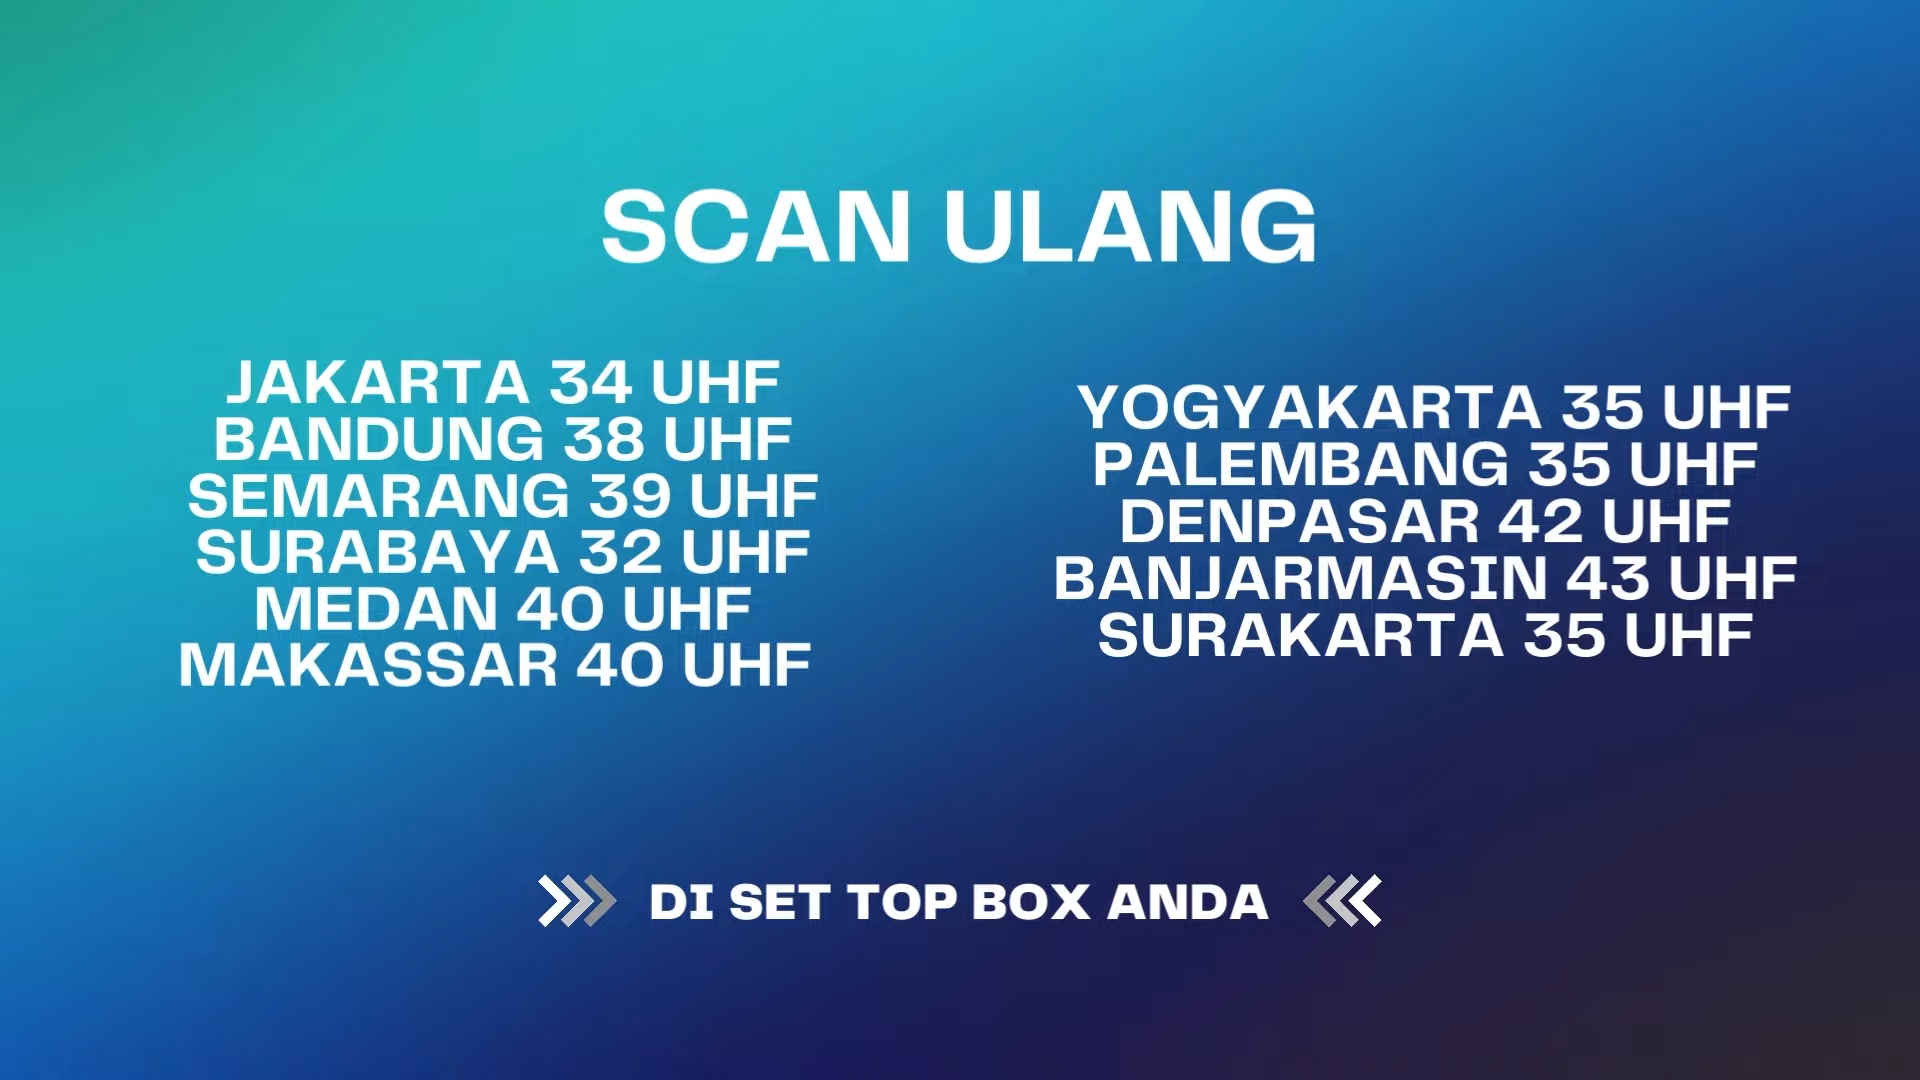 SCAN ULANG
JAKARTA 34 UHF
BANDUNG 38 UHF
SEMARANG 39 UHF
SURABAYA 32 UHF
MEDAN 40 UHF
MAKASSAR 40 UHF
YOGYAKARTA 35 UHF
PALEMBANG 35 UHF
DENPASAR 42 UHF
BANJARMASIN 43 UHF
SURAKARTA 35 UHF
DI SET TOP BOX ANDA